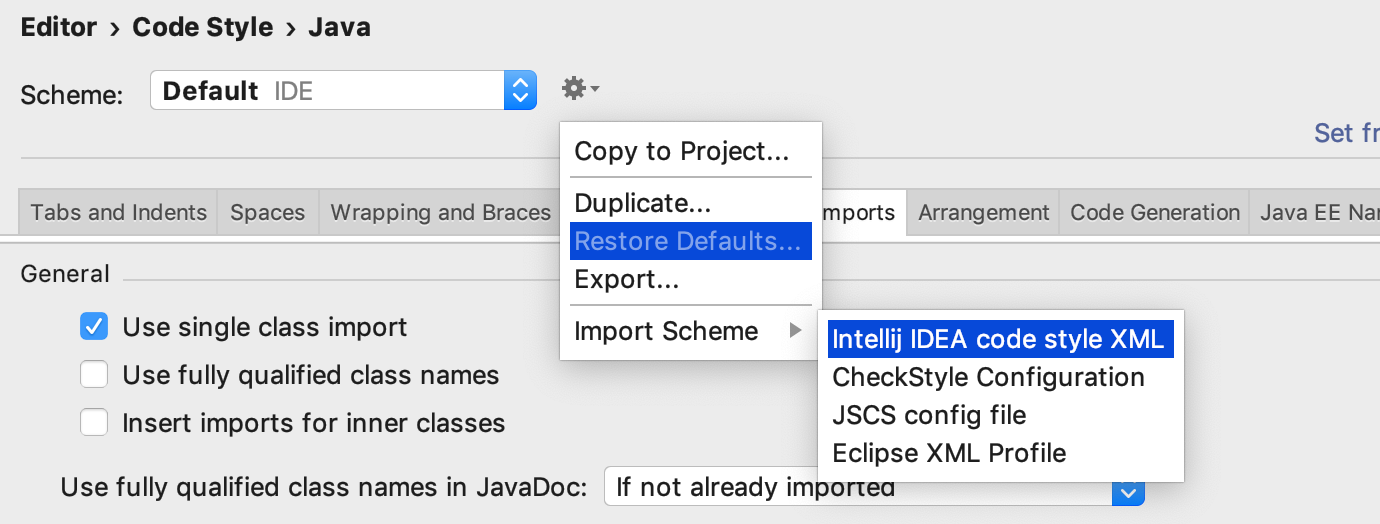 Editor › Code Style › Java
Scheme: Default IDE
Copy to Project...
Set fr
Duplicate...
Tabs and Indents Spaces Wrapping and Braces mports Arrangement Code Generation Java EE Nar
Restore Defaults...
General
Export...
Use single class import
Import Scheme
Intellij IDEA code style XML
Use fully qualified class names
CheckStyle Configuration
Insert imports for inner classes
JSCS config file
Eclipse XML Profile
Use fully qualified class names in JavaDoc: If not already imported